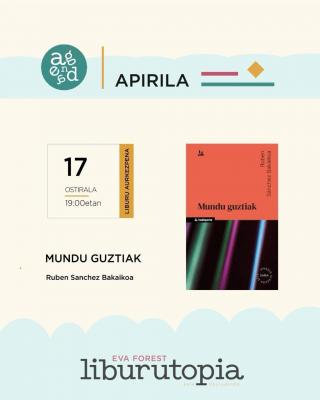 agenda
APIRILA
17
OSTIRALA
19:00etan
LIBURU AURKEZPENA
Ruben
Sanchez Bakaikoa
Mundu guztiak
MUNDU GUZTIAK
Ruben Sanchez Bakaikoa
EVA FOREST
liburutopia